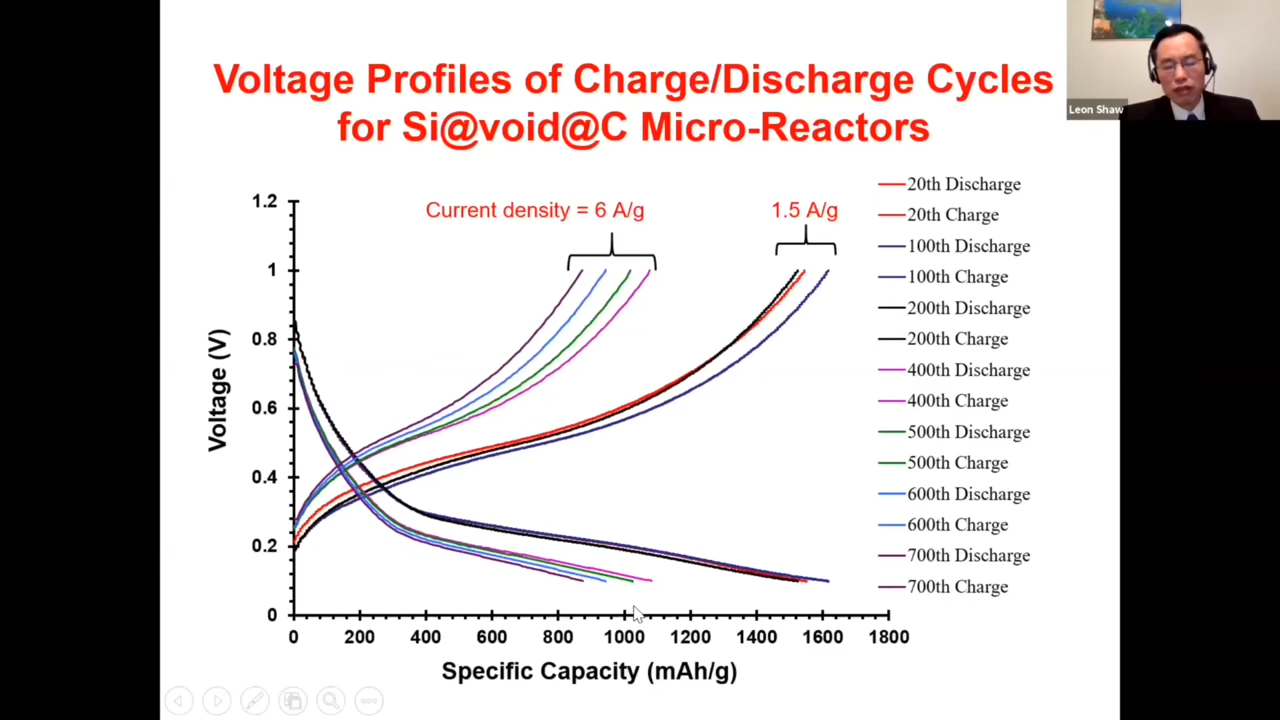 Voltage Profiles of Charge/Discharge Cycles
for Si@void@C Micro-Reactors
Leon Shaw
Current density = 6 A/g
1.5 A/g
20th Discharge
20th Charge
100th Discharge
100th Charge
200th Discharge
200th Charge
400th Discharge
400th Charge
500th Discharge
500th Charge
600th Discharge
600th Charge
700th Discharge
700th Charge
Voltage (V)
1.2
1
0.8
0.6
0.4
0.2
0
0 200 400 600 800 1000 1200 1400 1600 1800
Specific Capacity (mAh/g)